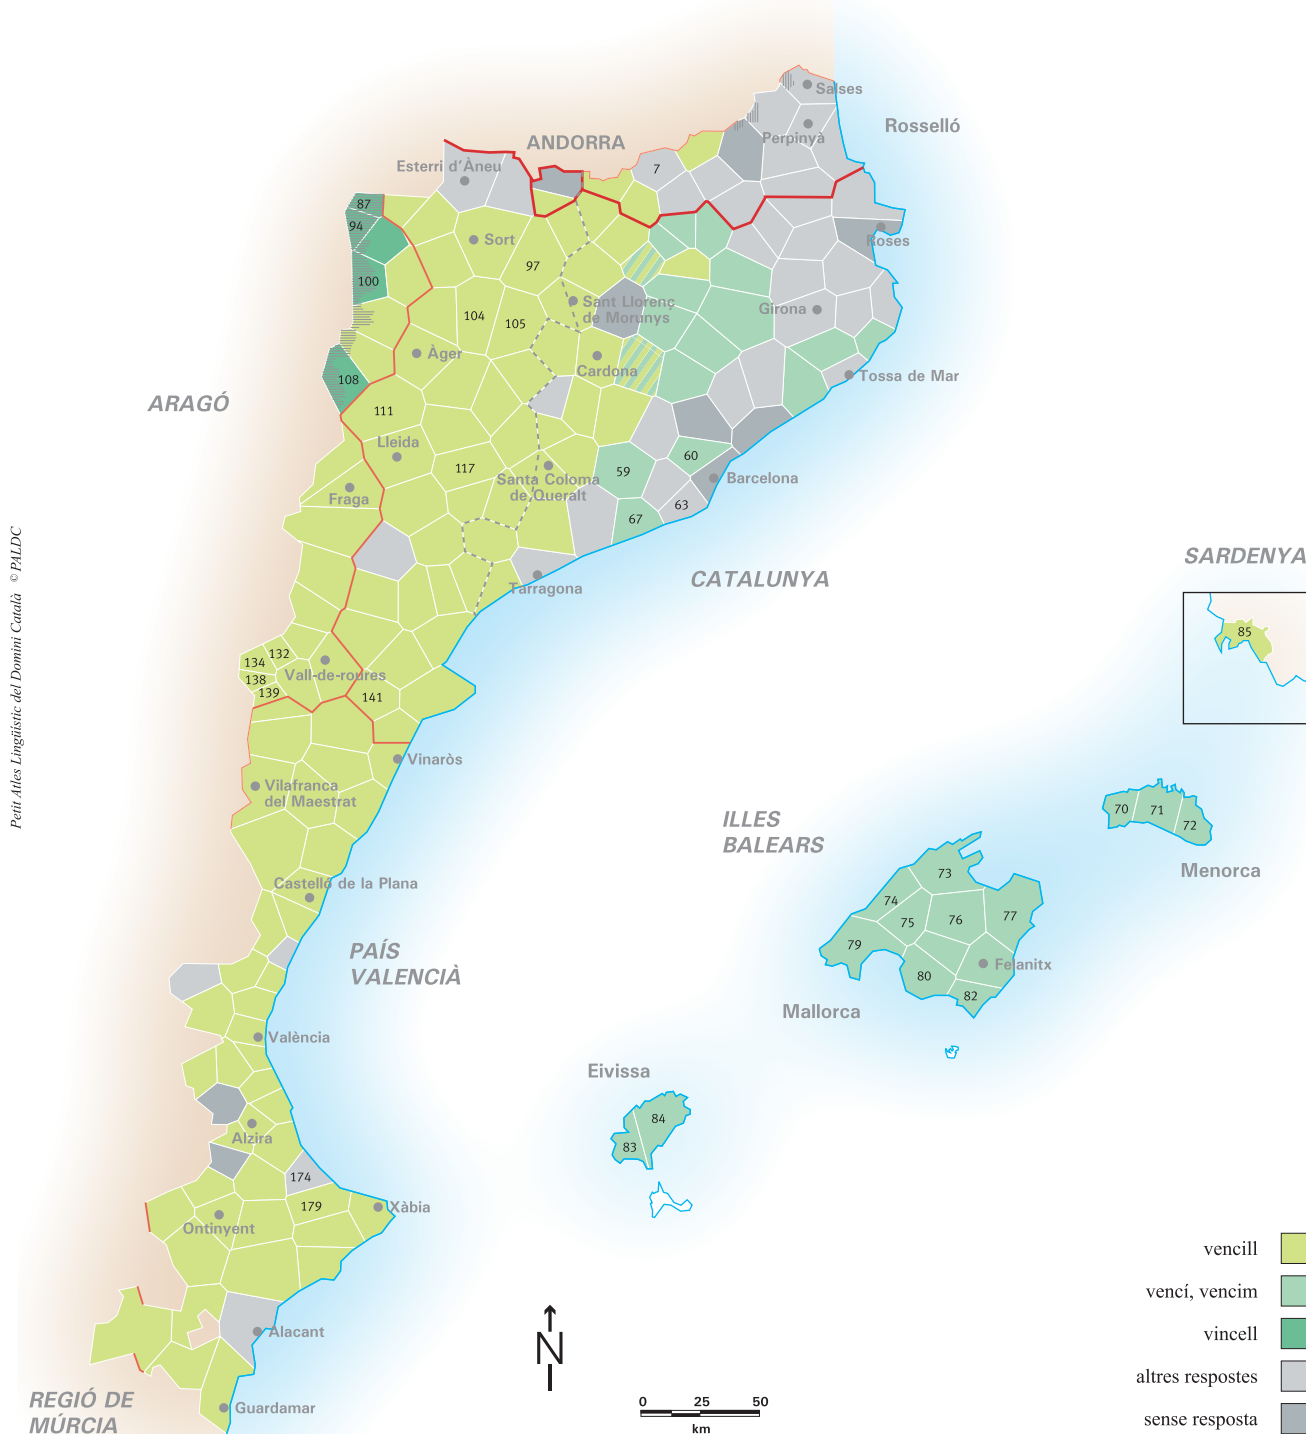 Salses
Rosselló
Perpinyà
ANDORRA
Esterri d'Àneu
7
87
94
Roses
Sort
97
100
Sant Llorenç
de Morunys
104
105
Girona
Àger
Cardona
108
Tossa de Mar
ARAGÓ
111
Lleida
117
59
60
Santa Coloma
de Queralt
Barcelona
Fraga
63
67
SARDENYA
CATALUNYA
Tarragona
85
Petit Atles Lingüístic del Domini Català © PALDC
132
134
Vall-de-roures
138
139
141
Vinaròs
Vilafranca
del Maestrat
ILLES
BALEARS
70
71
72
Menorca
73
74
75
76
77
79
80
Felanitx
82
Mallorca
Castelló de la Plana
PAÍS
VALENCIÀ
València
Eivissa
84
83
Alzira
174
179
Xàbia
Ontinyent
Alacant
Guardamar
REGIÓ DE
MÚRCIA
N
0 25 50
km
vencill
vencí, vencim
vincell
altres respostes
sense resposta